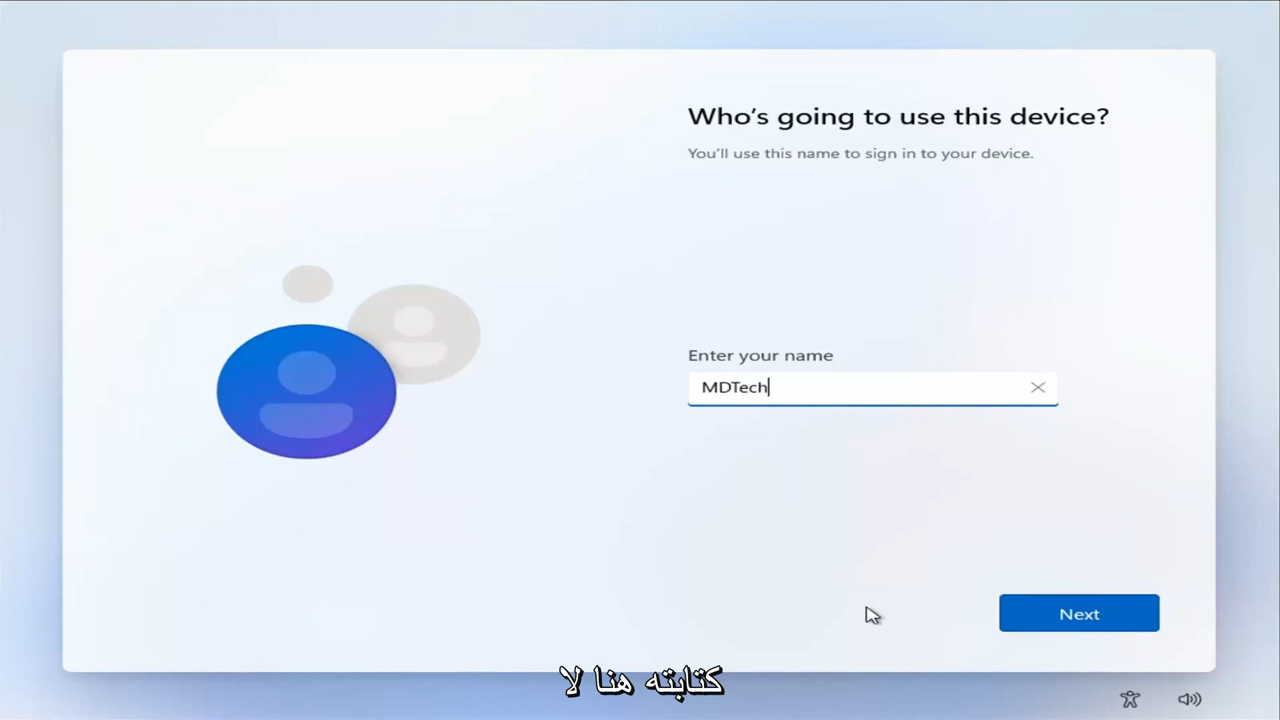 Who's going to use this device?
You'll use this name to sign in to your device.
Enter your name
MDTech
Next
كتابته هنا لا